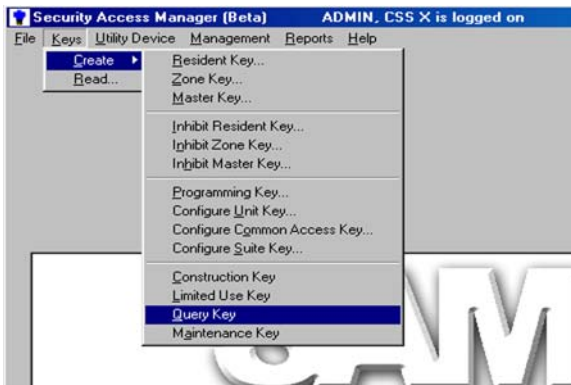 Security Access Manager (Beta) ADMIN, CSS X is logged on
File Keys Utility Device Management Reports Help
Create
Read...
Resident Key...
Zone Key...
Master Key...
Inhibit Resident Key...
Inhibit Zone Key...
Inhibit Master Key...
Programming Key...
Configure Unit Key...
Configure Common Access Key...
Configure Suite Key...
Construction Key
Limited Use Key
Query Key
Maintenance Key
SAM